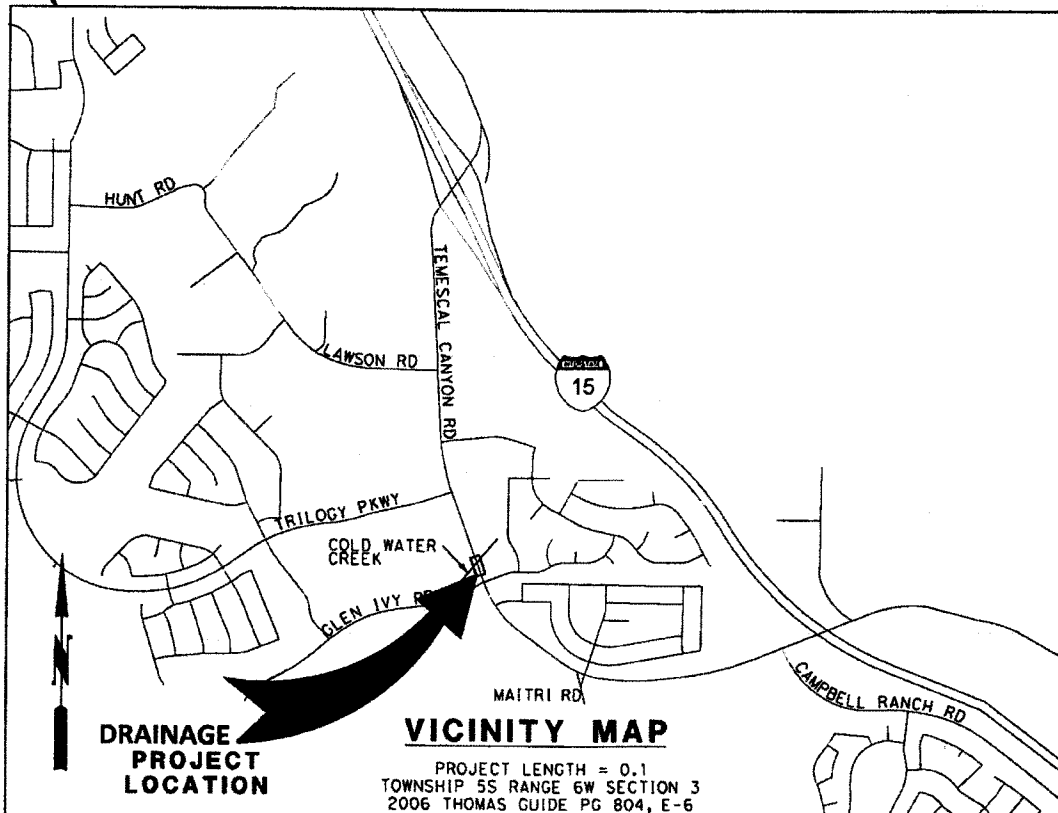 HUNT RD
TEMESCAL CANYON RD
LAWSON RD
15
TRILOGY PKWY
COLD WATER
CREEK
GLEN IVY
N
MAITRI RD
CAMPBELL RANCH RD
DRAINAGE
PROJECT
LOCATION
VICINITY MAP
PROJECT LENGTH = 0.1
TOWNSHIP 5S RANGE 6W SECTION 3
2006 THOMAS GUIDE PG 804, E-6